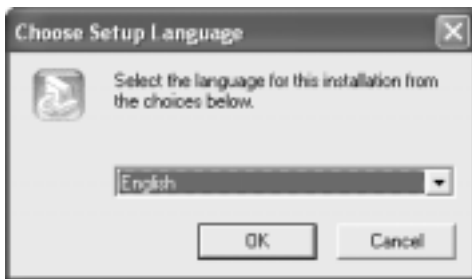 Choose Setup Language
Select the language for this installation from
the choices below.
English
OK
Cancel